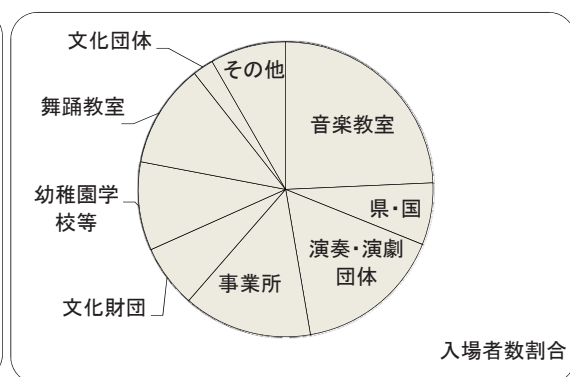 文化団体
その他
舞踊教室
音楽教室
幼稚園学
校等
県・国
演奏・演劇
団体
文化財団
事業所
入場者数割合